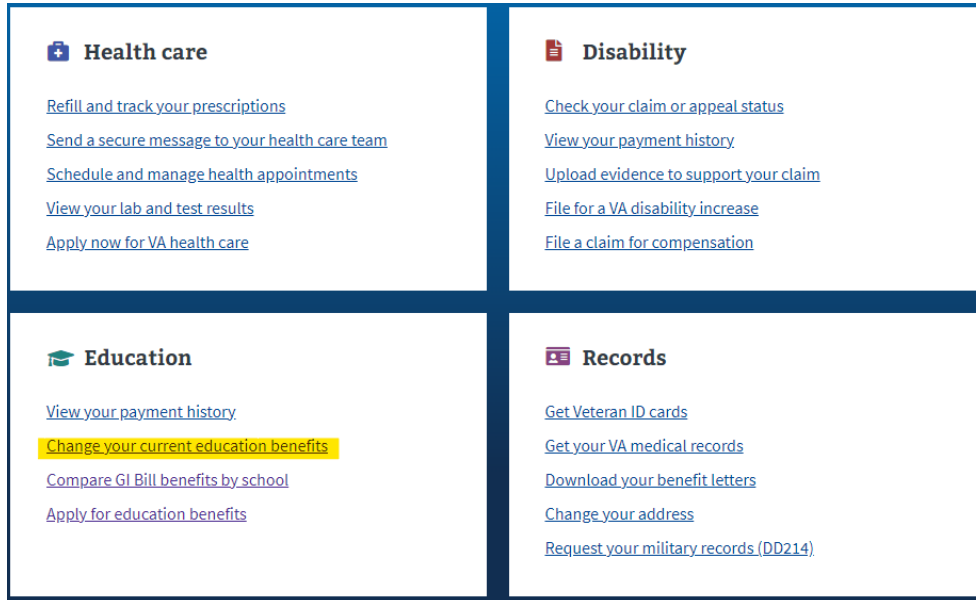 Health care
Refill and track your prescriptions
Send a secure message to your health care team
Schedule and manage health appointments
View your lab and test results
Apply now for VA health care
Disability
Check your claim or appeal status
View your payment history
Upload evidence to support your claim
File for a VA disability increase
File a claim for compensation
Education
View your payment history
Change your current education benefits
Compare GI Bill benefits by school
Apply for education benefits
Records
Get Veteran ID cards
Get your VA medical records
Download your benefit letters
Change your address
Request your military records (DD214)